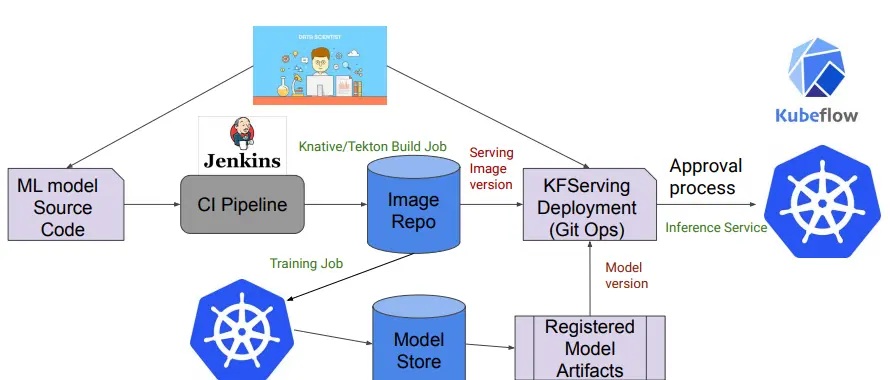 DATA SCIENTIST
Kubeflow
Jenkins
Knative/Tekton Build Job
ML model
Source
Code
CI Pipeline
Image
Repo
Serving
Image
version
KFServing
Deployment
(Git Ops)
Approval
process
Inference Service
Training Job
Model
version
Model
Store
Registered
Model
Artifacts